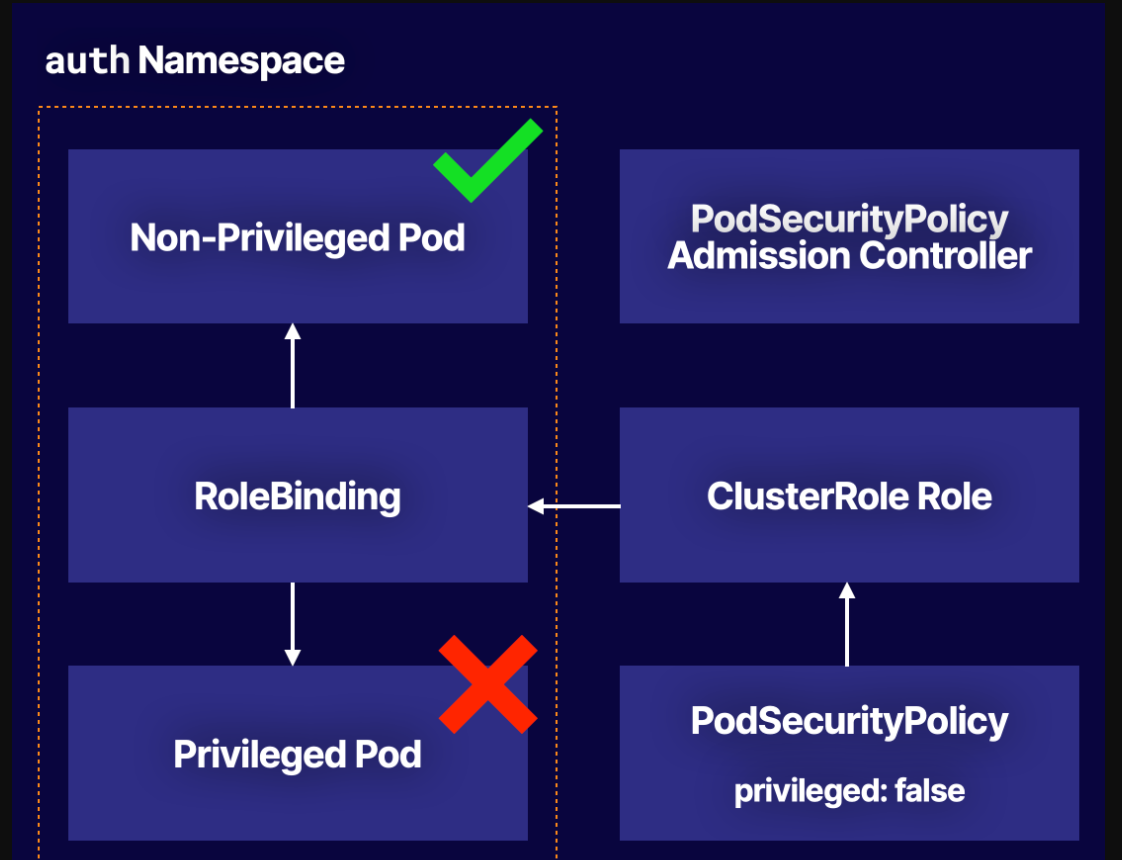 auth Namespace
Non-Privileged Pod
PodSecurityPolicy
Admission Controller
RoleBinding
ClusterRole Role
Privileged Pod
PodSecurityPolicy
privileged: false